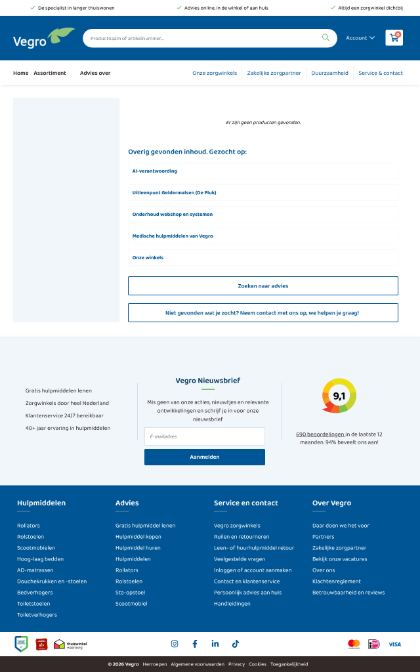 De specialist in langer thuiswonen
Advies online, in de winkel of aan huis
Altijd een zorgwinkel dichtbij
Vegro
Productnaam of artikelnummer...
Account
0
Home
Assortiment
Advies over
Onze zorgwinkels
Zakelijke zorgpartner
Duurzaamheid
Service & contact
Er zijn geen producten gevonden.
Overig gevonden inhoud. Gezocht op:
AI-verantwoording
Uitleenpunt Geldermalsen (De Pluk)
Onderhoud webshop en systemen
Medische hulpmiddelen van Vegro
Onze winkels
Zoeken naar advies
Niet gevonden wat je zocht? Neem contact met ons op, we helpen je graag!
Gratis hulpmiddelen lenen
Zorgwinkels door heel Nederland
Klantenservice 24/7 bereikbaar
40+ jaar ervaring in hulpmiddelen
Vegro Nieuwsbrief
Mis geen van onze acties, nieuwtjes en relevante
ontwikkelingen en schrijf je in voor onze
nieuwsbrief
E-mailadres
Aanmelden
9,1
690 beoordelingen in de laatste 12
maanden. 94% beveelt ons aan!
Hulpmiddelen
Rollators
Rolstoelen
Scootmobielen
Hoog-laag bedden
AD-matrassen
Douchekrukken en -stoelen
Bedverhogers
Toiletstoelen
Toiletverhogers
Advies
Gratis hulpmiddelen lenen
Hulpmiddel kopen
Hulpmiddel huren
Hulpmiddelen
Rollators
Rolstoelen
Sta-opstoel
Scootmobiel
Service en contact
Vegro zorgwinkels
Ruilen en retourneren
Leen- of huurhulpmiddel retour
Veelgestelde vragen
Inloggen of account aanmaken
Contact en klantenservice
Persoonlijk advies aan huis
Handleidingen
Over Vegro
Daar doen we het voor
Partners
Zakelijke zorgpartner
Bekijk onze vacatures
Over ons
Klachtenreglement
Betrouwbaarheid en reviews
VISA
© 2026 Vegro Herroepen Algemene voorwaarden Privacy Cookies Toegankelijkheid